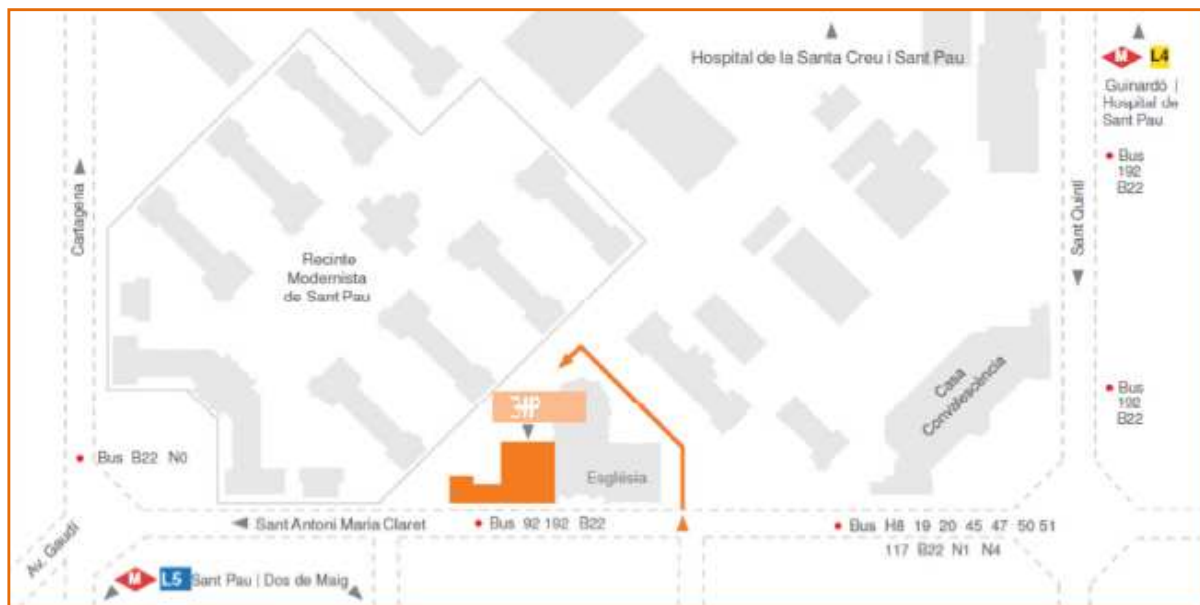 Hospital de la Santa Creu i Sant Pau
M L4
Guinardó |
Hospital de
Sant Pau
Bus
192
B22
Cartagena
Sant Quintí
Recinte
Modernista
de Sant Pau
Casa
Convalescència
Bus
192
B22
Bus B22 N0
Església
Sant Antoni Maria Claret
Bus 92 192 B22
Bus H8 19 20 45 47 50 51
117 B22 N1 N4
Av. Gaudí
M L5 Sant Pau | Dos de Maig